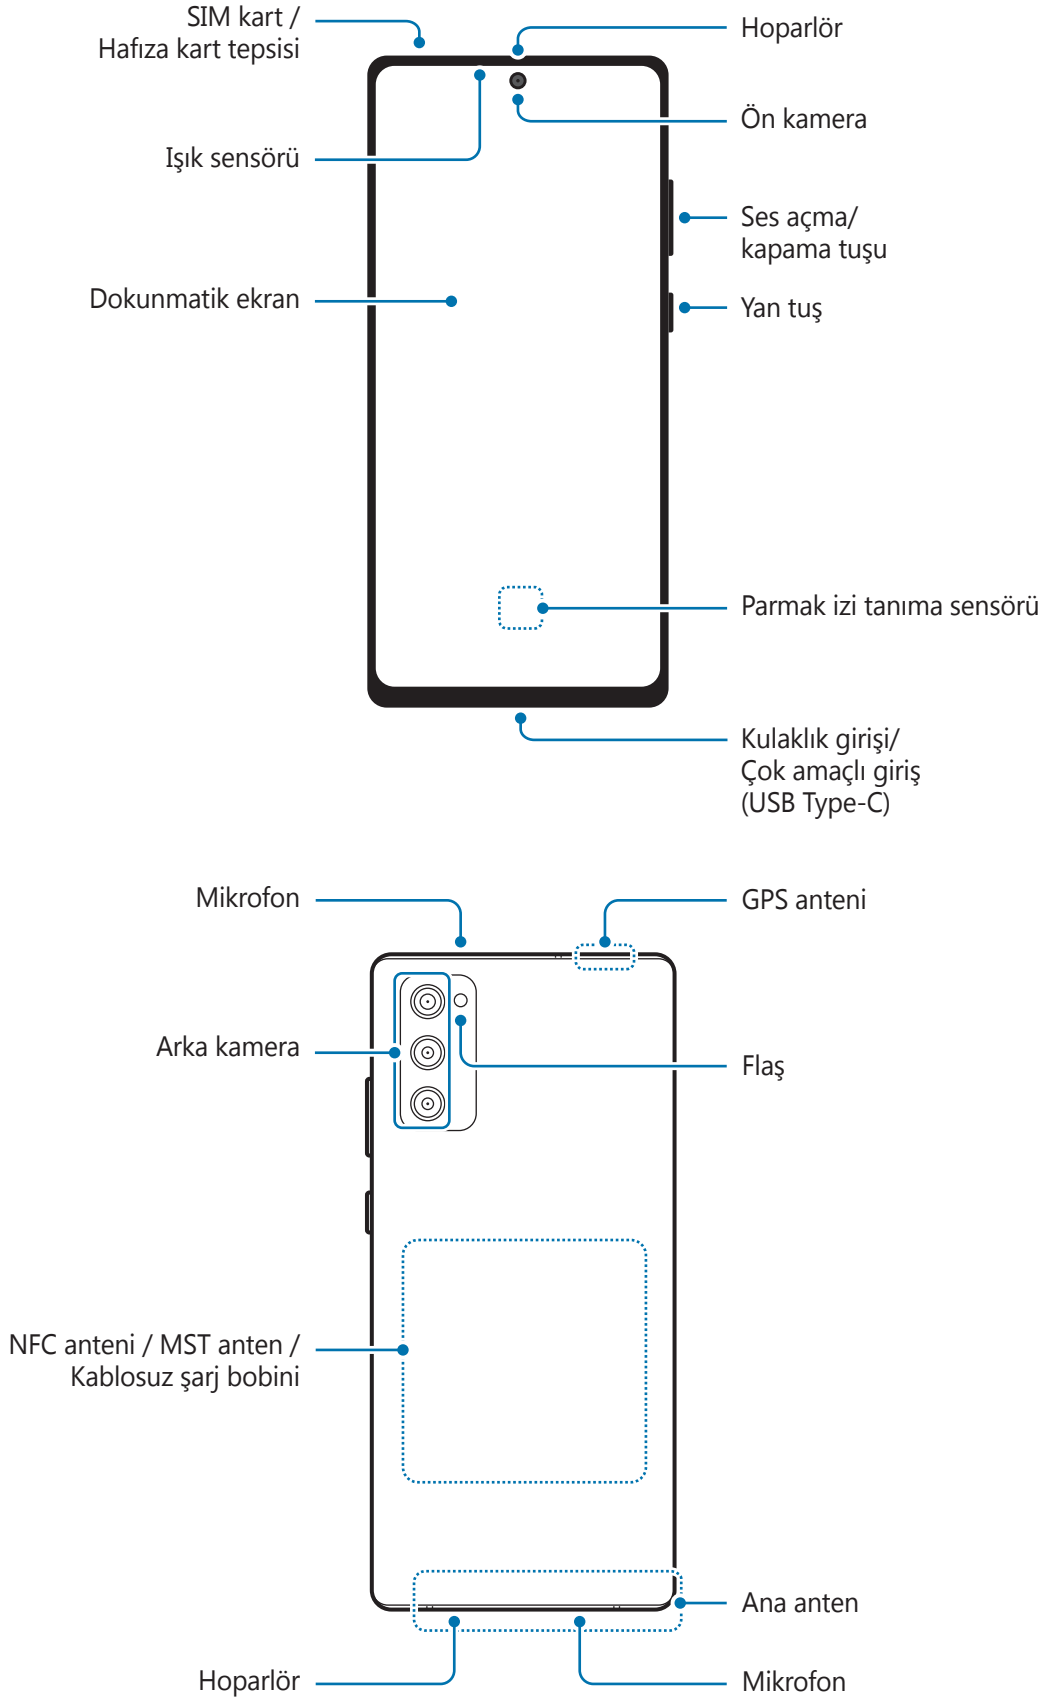 SIM kart /
Hafıza kart tepsisi
Hoparlör
Ön kamera
Işık sensörü
Ses açma/
kapama tuşu
Dokunmatik ekran
Yan tuş
Parmak izi tanıma sensörü
Kulaklık girişi/
Çok amaçlı giriş
(USB Type-C)
Mikrofon
GPS anteni
Arka kamera
Flaş
NFC anteni / MST anten /
Kablosuz şarj bobini
Ana anten
Hoparlör
Mikrofon